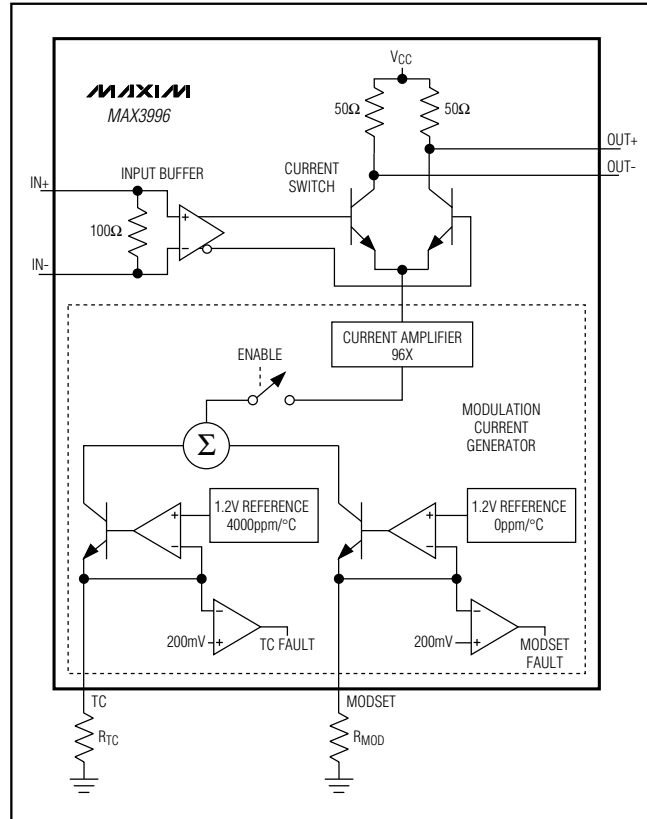 VCC
MAXIM
MAX3996
50Ω
50Ω
OUT+
OUT-
IN+
INPUT BUFFER
CURRENT
SWITCH
100Ω
+
−
IN-
CURRENT AMPLIFIER
96X
ENABLE
MODULATION
CURRENT
GENERATOR
Σ
1.2V REFERENCE
4000ppm/°C
+
−
1.2V REFERENCE
0ppm/°C
+
−
−
200mV
+
TC FAULT
−
200mV
+
MODSET
FAULT
TC
MODSET
RTC
RMOD